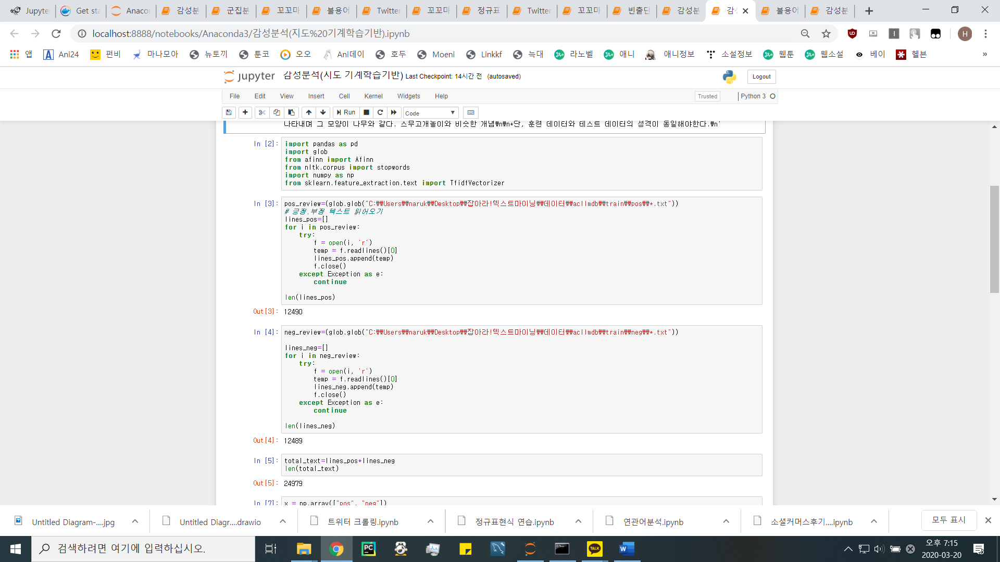 Jupyter
Get sta
Anacon
감성분
군집분
꼬꼬마
불용어
Twitter
꼬꼬마
정규표
Twitter
꼬꼬마
빈출단
감성분
감성
불용어
감성분
localhost:8888/notebooks/Anaconda3/감성분석(지도%20기계학습기반).ipynb
H
앱
Ani24
펀비
마나모아
뉴토끼
툰코
오오
Ani데이
호두
Moeni
Linkkf
늑대
라노벨
애니
애니정보
소설정보
웹툰
웹소설
베이
헬븐
»
jupyter 감성분석(지도 기계학습기반) Last Checkpoint: 14시간 전 (autosaved)
Logout
File Edit View Insert Cell Kernel Widgets Help
Trusted
Python 3
Run
Code
나타내며 그 모양이 나무와 같다. 스무고개놀이와 비슷한 개념₩n₩n*단, 훈련 데이터와 테스트 데이터의 성격이 동일해야한다.₩n'
In [2]:
import pandas as pd
import glob
from afinn import Afinn
from nltk.corpus import stopwords
import numpy as np
from sklearn.feature_extraction.text import TfidfVectorizer
In [3]:
pos_review=(glob.glob("C:₩₩Users₩₩naruk₩₩Desktop₩₩잡아라!텍스트마이닝₩₩데이터₩₩aclImdb₩₩train₩₩pos₩₩*.txt"))
# 긍정,부정 텍스트 읽어오기
lines_pos=[]
for i in pos_review:
    try:
        f = open(i, 'r')
        temp = f.readlines()[0]
        lines_pos.append(temp)
        f.close()
    except Exception as e:
        continue
len(lines_pos)
Out[3]: 12490
In [4]:
neg_review=(glob.glob("C:₩₩Users₩₩naruk₩₩Desktop₩₩잡아라!텍스트마이닝₩₩데이터₩₩aclImdb₩₩train₩₩neg₩₩*.txt"))
lines_neg=[]
for i in neg_review:
    try:
        f = open(i, 'r')
        temp = f.readlines()[0]
        lines_neg.append(temp)
        f.close()
    except Exception as e:
        continue
len(lines_neg)
Out[4]: 12489
In [5]:
total_text=lines_pos+lines_neg
len(total_text)
Out[5]: 24979
In [7]: x = np.array(["pos", "neg"])
Untitled Diagram-....jpg
Untitled Diagr....drawio
트위터 크롤링.ipynb
정규표현식 연습.ipynb
연관어분석.ipynb
소셜커머스후기....ipynb
모두 표시
검색하려면 여기에 입력하십시오.
PC
TALK
W
오후 7:15
2020-03-20